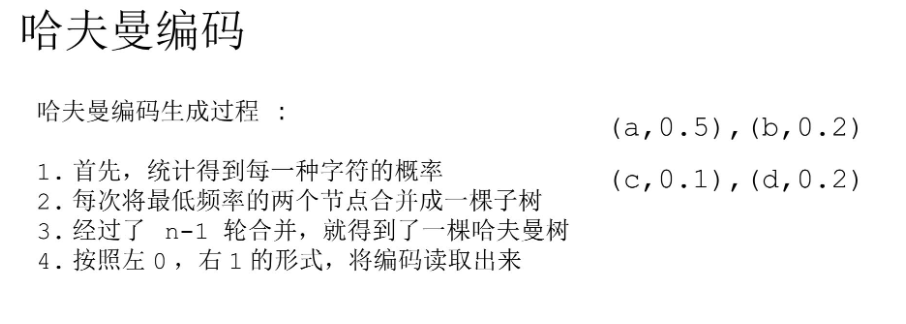 哈夫曼编码
哈夫曼编码生成过程 :
1. 首先, 统计得到每一种字符的概率
2. 每次将最低频率的两个节点合并成一棵子树
3. 经过了 n-1 轮合并, 就得到了一棵哈夫曼树
4. 按照左 0 , 右 1 的形式, 将编码读取出来
(a,0.5),(b,0.2)
(c,0.1),(d,0.2)